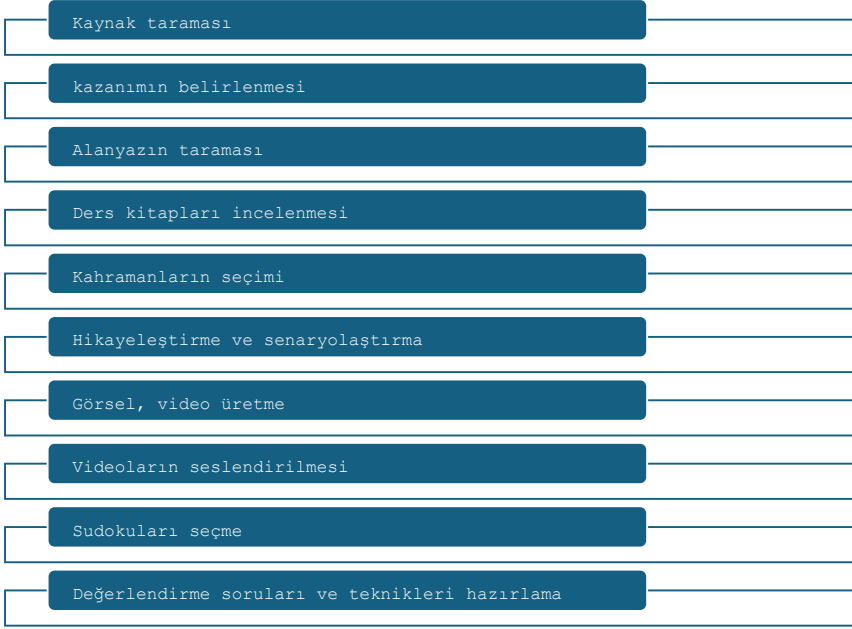 Kaynak taraması
kazanımın belirlenmesi
Alanyazın taraması
Ders kitapları incelenmesi
Kahramanların seçimi
Hikayeleştirme ve senaryolaştırma
Görsel, video üretme
Videoların seslendirilmesi
Sudokuları seçme
Değerlendirme soruları ve teknikleri hazırlama